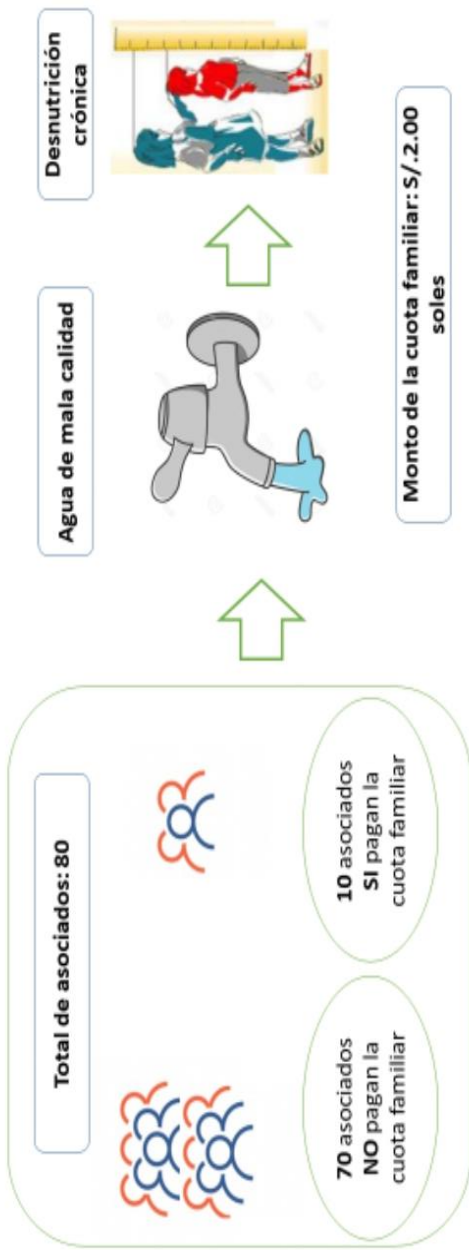 Total de asociados: 80
70 asociados
NO pagan la
cuota familiar
10 asociados
SI pagan la
cuota familiar
Agua de mala calidad
Desnutrición
crónica
Monto de la cuota familiar: S/.2.00
soles